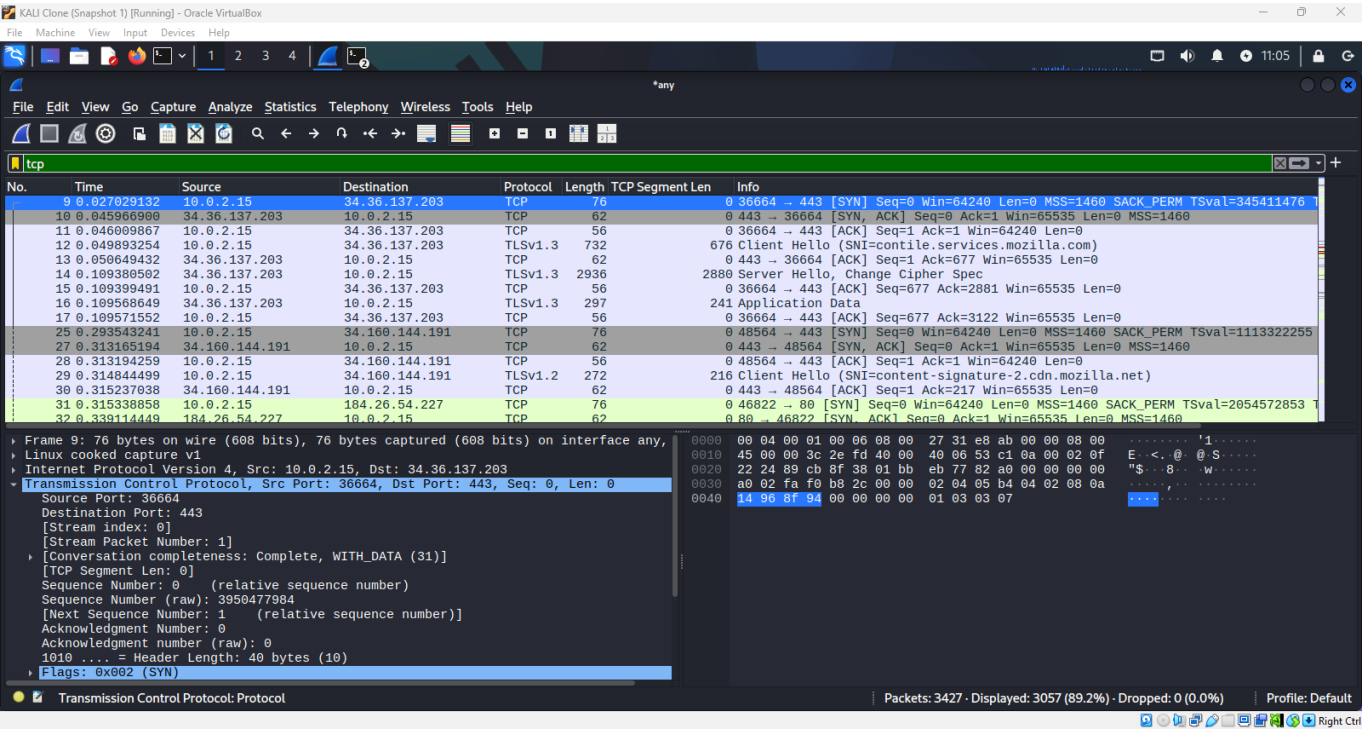 KALI Clone (Snapshot 1) [Running] - Oracle VirtualBox
File Machine View Input Devices Help
1 2 3 4 2 11:05
*any
File Edit View Go Capture Analyze Statistics Telephony Wireless Tools Help
tcp
No. Time Source Destination Protocol Length TCP Segment Len Info
9 0.027029132 10.0.2.15 34.36.137.203 TCP 76 0 36664 → 443 [SYN] Seq=0 Win=64240 Len=0 MSS=1460 SACK_PERM TSval=345411476 T
10 0.045966900 34.36.137.203 10.0.2.15 TCP 62 0 443 → 36664 [SYN, ACK] Seq=0 Ack=1 Win=65535 Len=0 MSS=1460
11 0.046009867 10.0.2.15 34.36.137.203 TCP 56 0 36664 → 443 [ACK] Seq=1 Ack=1 Win=64240 Len=0
12 0.049893254 10.0.2.15 34.36.137.203 TLSv1.3 732 676 Client Hello (SNI=contile.services.mozilla.com)
13 0.050649432 34.36.137.203 10.0.2.15 TCP 62 0 443 → 36664 [ACK] Seq=1 Ack=677 Win=65535 Len=0
14 0.109380502 34.36.137.203 10.0.2.15 TLSv1.3 2936 2880 Server Hello, Change Cipher Spec
15 0.109399491 10.0.2.15 34.36.137.203 TCP 56 0 36664 → 443 [ACK] Seq=677 Ack=2881 Win=65535 Len=0
16 0.109568649 34.36.137.203 10.0.2.15 TLSv1.3 297 241 Application Data
17 0.109571552 10.0.2.15 34.36.137.203 TCP 56 0 36664 → 443 [ACK] Seq=677 Ack=3122 Win=65535 Len=0
25 0.293543241 10.0.2.15 34.160.144.191 TCP 76 0 48564 → 443 [SYN] Seq=0 Win=64240 Len=0 MSS=1460 SACK_PERM TSval=1113322255
27 0.313165194 34.160.144.191 10.0.2.15 TCP 62 0 443 → 48564 [SYN, ACK] Seq=0 Ack=1 Win=65535 Len=0 MSS=1460
28 0.313194259 10.0.2.15 34.160.144.191 TCP 56 0 48564 → 443 [ACK] Seq=1 Ack=1 Win=64240 Len=0
29 0.314844499 10.0.2.15 34.160.144.191 TLSv1.2 272 216 Client Hello (SNI=content-signature-2.cdn.mozilla.net)
30 0.315237038 34.160.144.191 10.0.2.15 TCP 62 0 443 → 48564 [ACK] Seq=1 Ack=217 Win=65535 Len=0
31 0.315338858 10.0.2.15 184.26.54.227 TCP 76 0 46822 → 80 [SYN] Seq=0 Win=64240 Len=0 MSS=1460 SACK_PERM TSval=2054572853 T
32 0.339114449 184.26.54.227 10.0.2.15 TCP 62 0 80 → 46822 [SYN, ACK] Seq=0 Ack=1 Win=65535 Len=0 MSS=1460
Frame 9: 76 bytes on wire (608 bits), 76 bytes captured (608 bits) on interface any,
Linux cooked capture v1
Internet Protocol Version 4, Src: 10.0.2.15, Dst: 34.36.137.203
Transmission Control Protocol, Src Port: 36664, Dst Port: 443, Seq: 0, Len: 0
Source Port: 36664
Destination Port: 443
[Stream index: 0]
[Stream Packet Number: 1]
[Conversation completeness: Complete, WITH_DATA (31)]
[TCP Segment Len: 0]
Sequence Number: 0 (relative sequence number)
Sequence Number (raw): 3950477984
[Next Sequence Number: 1 (relative sequence number)]
Acknowledgment Number: 0
Acknowledgment number (raw): 0
1010 .... = Header Length: 40 bytes (10)
Flags: 0x002 (SYN)
0000 00 04 00 01 00 06 08 00 27 31 e8 ab 00 00 08 00 ········ '1······
0010 45 00 00 3c 2e fd 40 00 40 06 53 c1 0a 00 02 0f E··<.·@· @·S·····
0020 22 24 89 cb 8f 38 01 bb eb 77 82 a0 00 00 00 00 "$···8·· ·w······
0030 a0 02 fa f0 b8 2c 00 00 02 04 05 b4 04 02 08 0a ·····,·· ········
0040 14 96 8f 94 00 00 00 00 01 03 03 07 ········ ····
Transmission Control Protocol: Protocol
Packets: 3427 · Displayed: 3057 (89.2%) · Dropped: 0 (0.0%)
Profile: Default
Right Ctrl